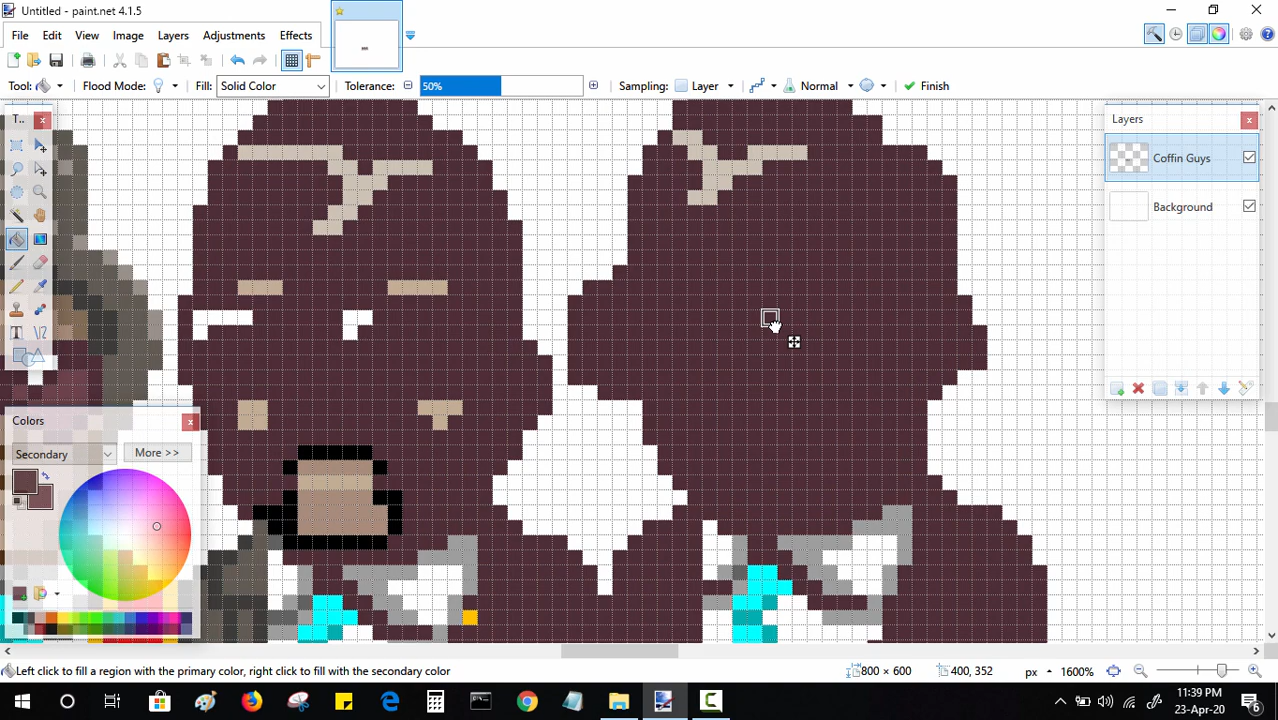 Untitled - paint.net 4.1.5
File Edit View Image Layers Adjustments Effects
Tool: Flood Mode: Fill: Solid Color Tolerance: 50% Sampling: Layer Normal Finish
T...
Layers
Coffin Guys
Background
Colors
Secondary More >>
Left click to fill a region with the primary color, right click to fill with the secondary color
800 × 600 400, 352 px 1600%
11:39 PM
23-Apr-20
6